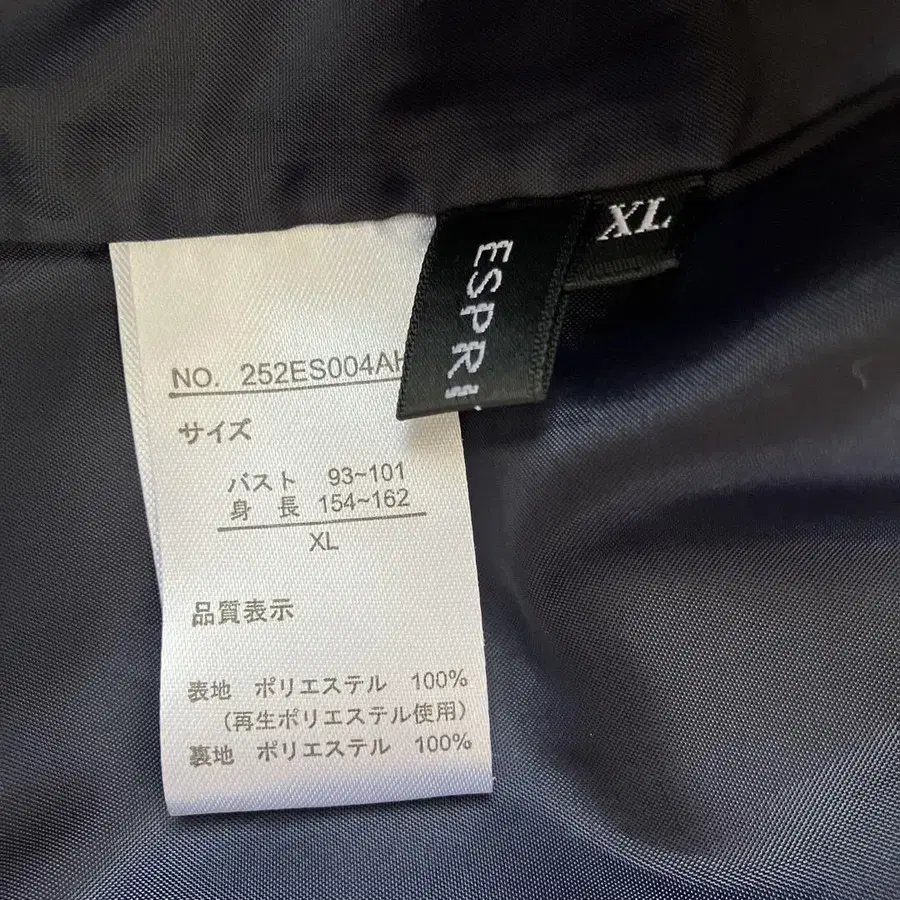 XL
ESPRI
NO. 252ES004A
サイズ
バスト 93~101
身 長 154~162
XL
品質表示
表地 ポリエステル 100%
(再生ポリエステル使用)
裏地 ポリエステル 100%